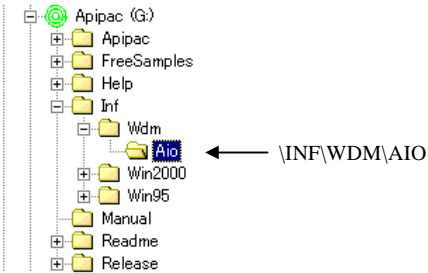 Apipac (G:)
Apipac
FreeSamples
Help
Inf
Wdm
Aio
\INF\WDM\AIO
Win2000
Win95
Manual
Readme
Release